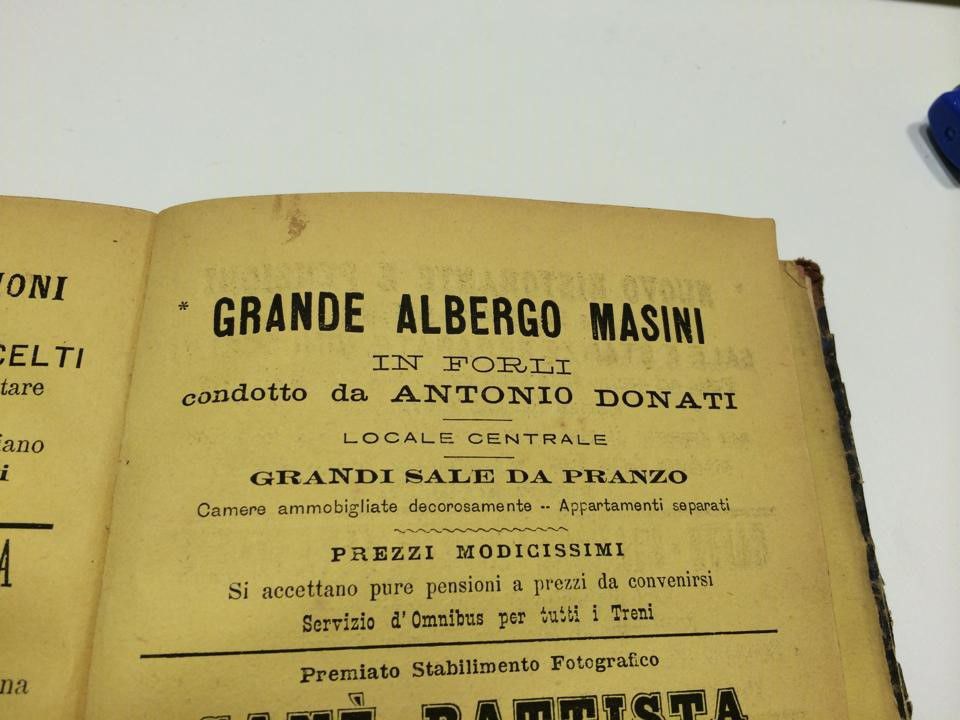 IONI
CELTI
tare
iano
i
A
na
* GRANDE ALBERGO MASINI
IN FORLI
condotto da ANTONIO DONATI
LOCALE CENTRALE
GRANDI SALE DA PRANZO
Camere ammobigliate decorosamente -- Appartamenti separati
PREZZI MODICISSIMI
Si accettano pure pensioni a prezzi da convenirsi
Servizio d'Omnibus per tutti i Treni
Premiato Stabilimento Fotografico
BATTISTA